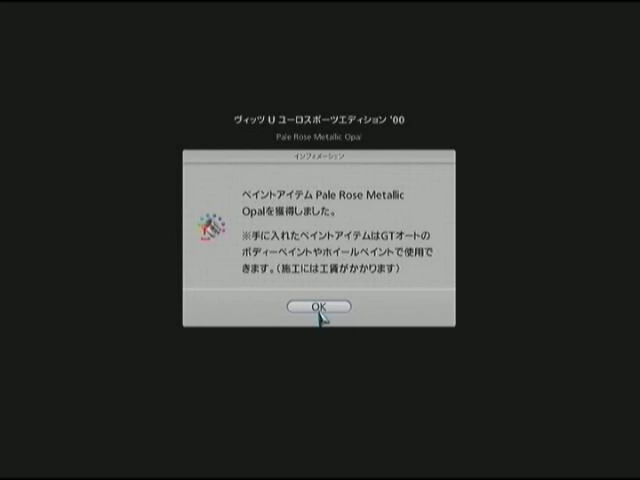 ヴィッツ U ユーロスポーツエディション '00
Pale Rose Metallic Opal
インフォメーション
ペイントアイテム Pale Rose Metallic
Opalを獲得しました。
※手に入れたペイントアイテムはGTオートの
ボディーペイントやホイールペイントで使用で
きます。（施工には工賃がかかります）
OK